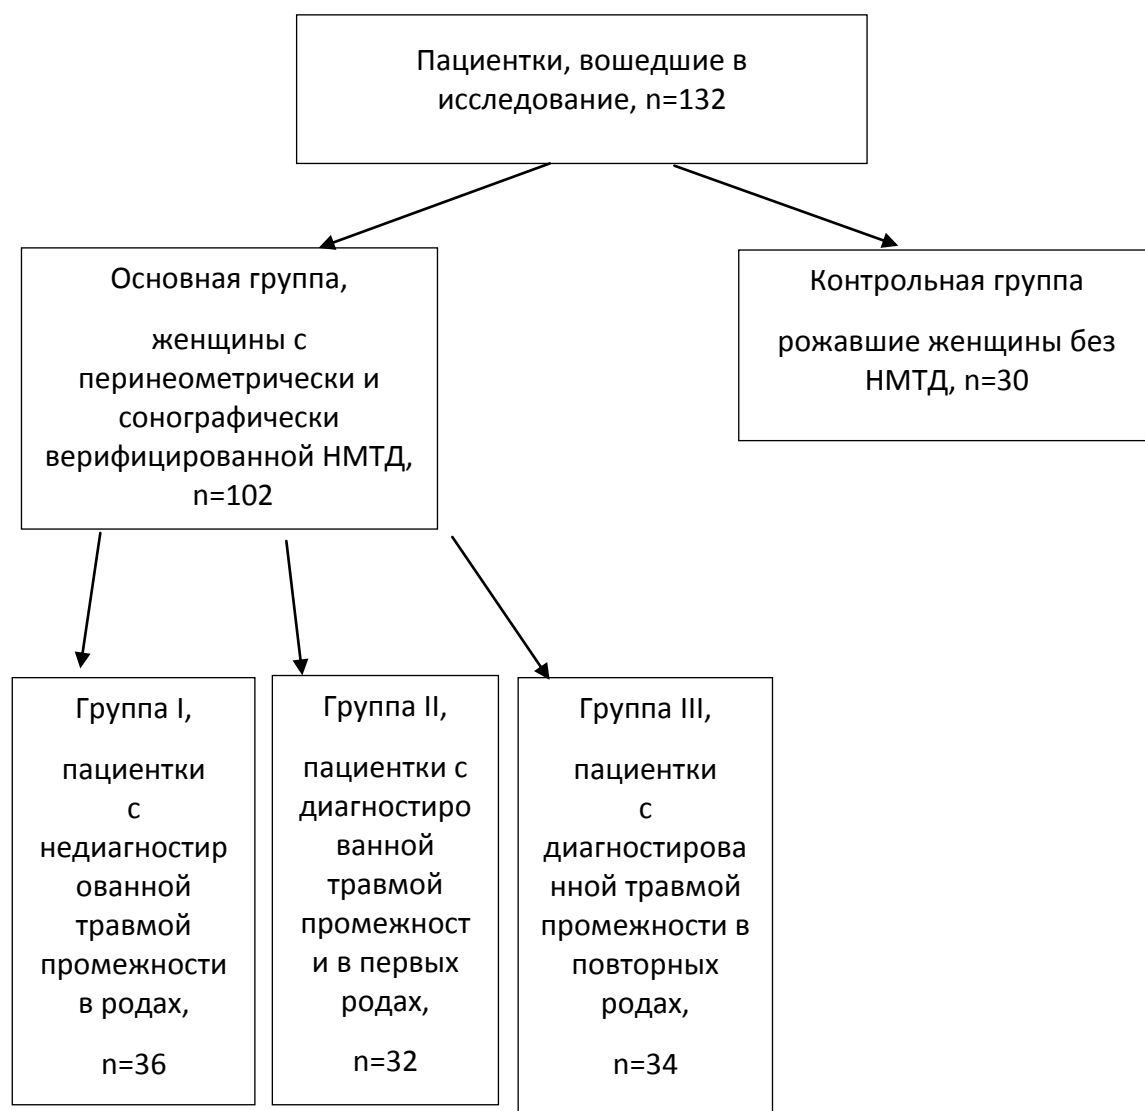 Пациентки, вошедшие в
исследование, n=132
Основная группа,
женщины с
перинеометрически и
сонографически
верифицированной НМТД,
n=102
Контрольная группа
рожавшие женщины без
НМТД, n=30
Группа I,
пациентки
с
недиагностир
ованной
травмой
промежности
в родах,
n=36
Группа II,
пациентки с
диагностиро
ванной
травмой
промежност
и в первых
родах,
n=32
Группа III,
пациентки
с
диагностирова
нной травмой
промежности в
повторных
родах,
n=34